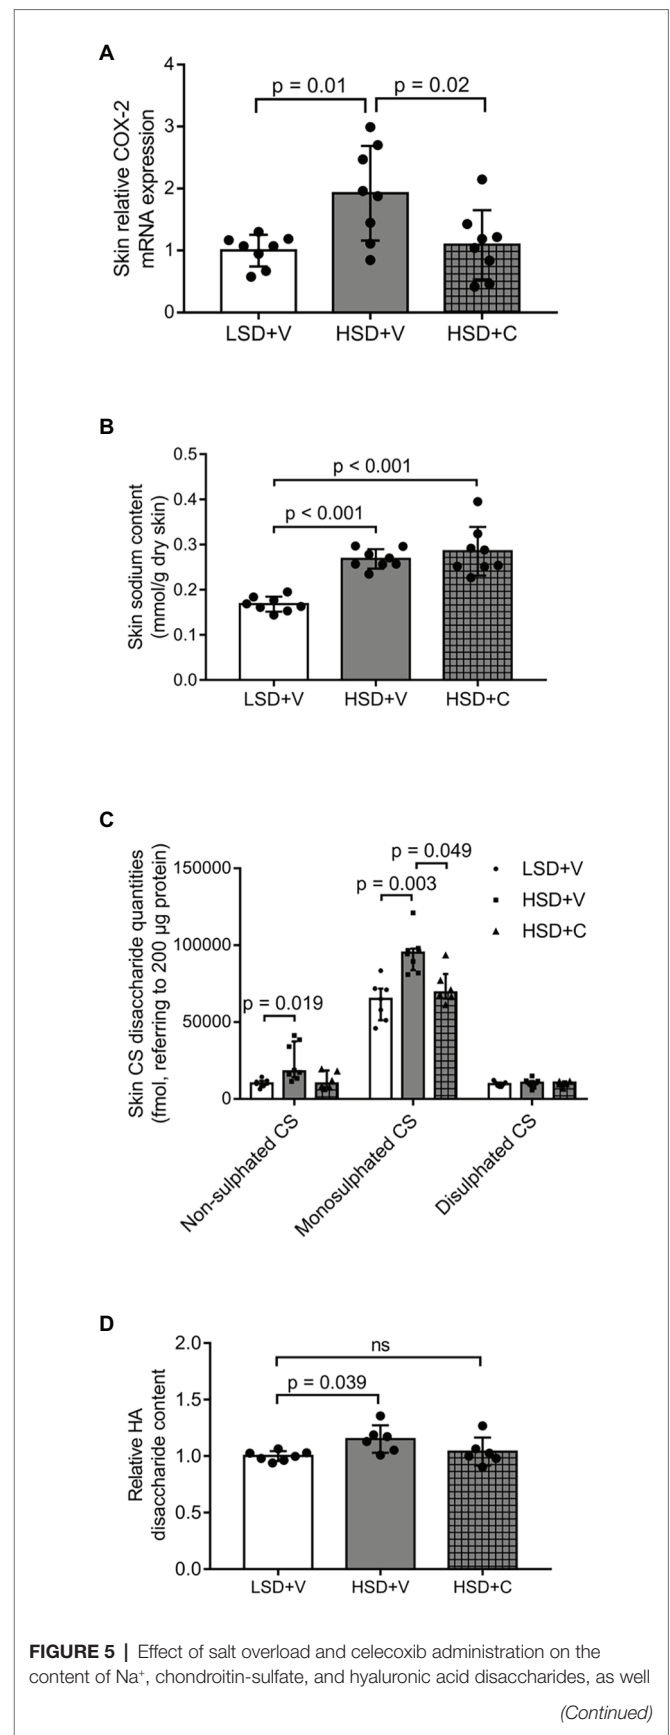 A
Skin relative COX-2
mRNA expression
4
3
2
1
0
p = 0.01
p = 0.02
LSD+V
HSD+V
HSD+C
B
Skin sodium content
(mmol/g dry skin)
0.5
0.4
0.3
0.2
0.1
0.0
p < 0.001
p < 0.001
LSD+V
HSD+V
HSD+C
C
Skin CS disaccharide quantities
(fmol, referring to 200 µg protein)
150000
100000
50000
0
p = 0.019
p = 0.003
p = 0.049
LSD+V
HSD+V
HSD+C
Non-sulphated CS
Monosulphated CS
Disulphated CS
D
Relative HA
disaccharide content
2.0
1.5
1.0
0.5
0.0
ns
p = 0.039
LSD+V
HSD+V
HSD+C
FIGURE 5 | Effect of salt overload and celecoxib administration on the
content of Na⁺, chondroitin-sulfate, and hyaluronic acid disaccharides, as well
(Continued)